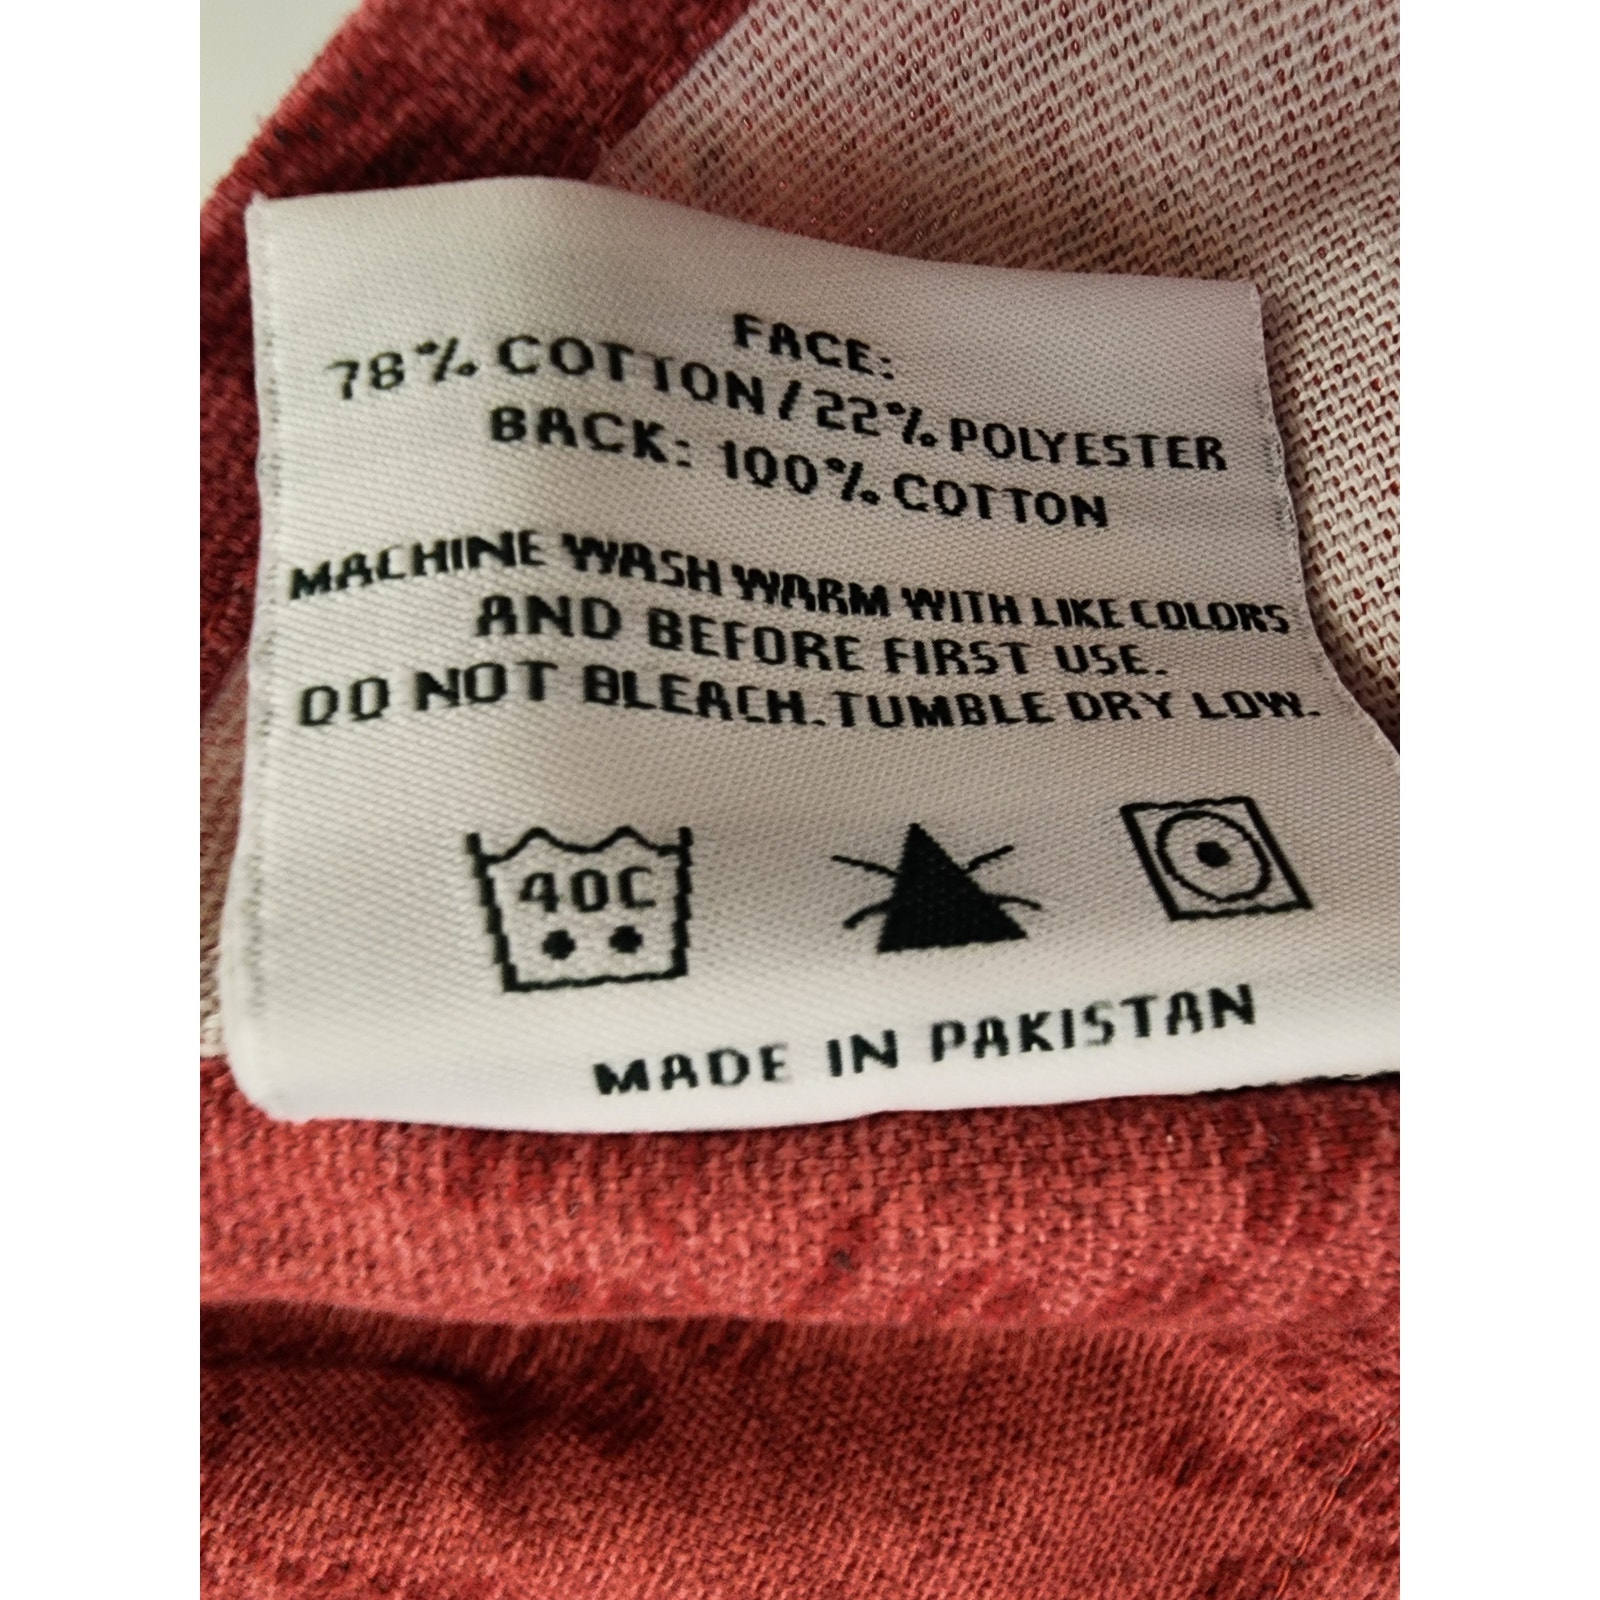 FACE:
78% COTTON/22% POLYESTER
BACK: 100% COTTON
MACHINE WASH WARM WITH LIKE COLORS
AND BEFORE FIRST USE.
DO NOT BLEACH. TUMBLE DRY LOW.
40C
MADE IN PAKISTAN